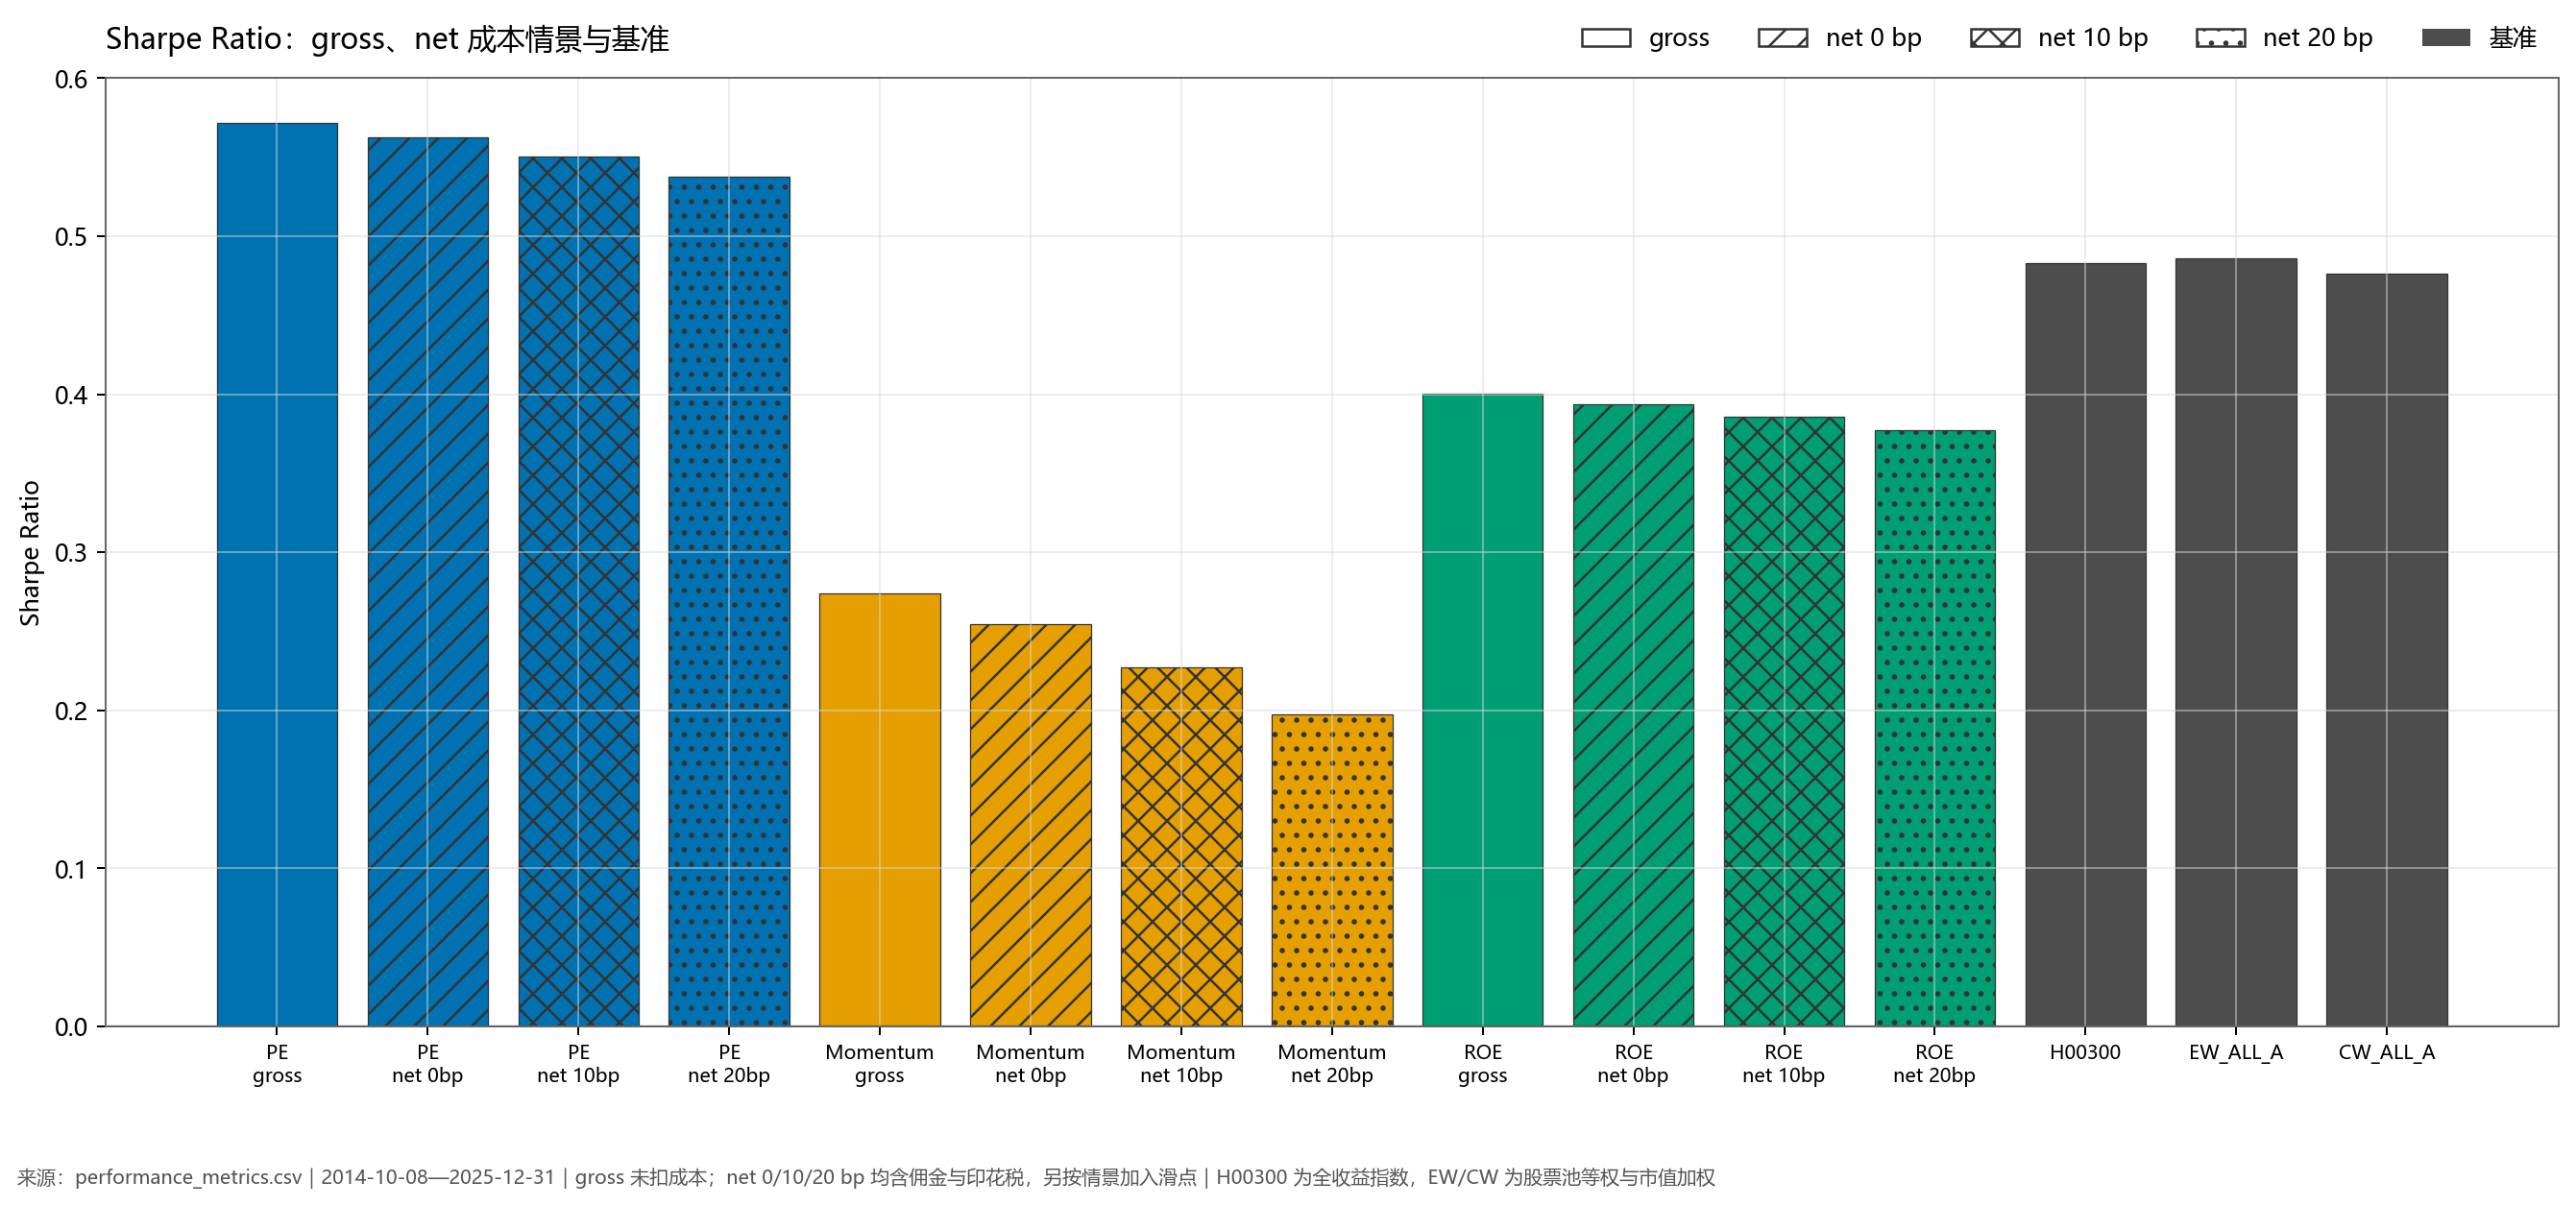 Sharpe Ratio：gross、net 成本情景与基准
gross
net 0 bp
net 10 bp
net 20 bp
基准
Sharpe Ratio
0.6
0.5
0.4
0.3
0.2
0.1
0.0
PE
gross
PE
net 0bp
PE
net 10bp
PE
net 20bp
Momentum
gross
Momentum
net 0bp
Momentum
net 10bp
Momentum
net 20bp
ROE
gross
ROE
net 0bp
ROE
net 10bp
ROE
net 20bp
H00300
EW_ALL_A
CW_ALL_A
来源：performance_metrics.csv | 2014-10-08—2025-12-31 | gross 未扣成本；net 0/10/20 bp 均含佣金与印花税，另按情景加入滑点 | H00300 为全收益指数，EW/CW 为股票池等权与市值加权